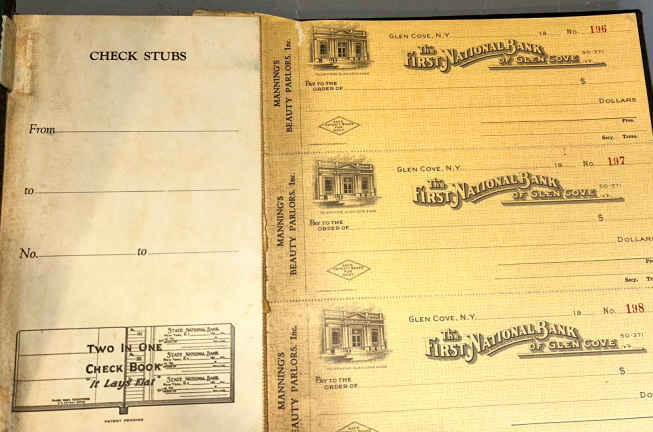 CHECK STUBS
From
to
No. to
TWO IN ONE
CHECK BOOK
"It Lays Flat"
STATE NATIONAL BANK
STATE NATIONAL BANK
STATE NATIONAL BANK
PATENT PENDING
MANNING'S
BEAUTY PARLORS, Inc.
GLEN COVE, N.Y. 19 No. 196
The
FIRST NATIONAL BANK
OF GLEN COVE N.Y.
50-371
PAY TO THE
ORDER OF $
DOLLARS
Pres.
Secy. Treas.
MANNING'S
BEAUTY PARLORS, Inc.
GLEN COVE, N.Y. 19 No. 197
The
FIRST NATIONAL BANK
OF GLEN COVE N.Y.
50-371
PAY TO THE
ORDER OF $
DOLLARS
Pre
Secy. Trea
MANNING'S
BEAUTY PARLORS, Inc.
GLEN COVE, N.Y. 19 No. 198
The
FIRST NATIONAL BANK
OF GLEN COVE N.Y.
50-371
PAY TO THE
ORDER OF $
DO